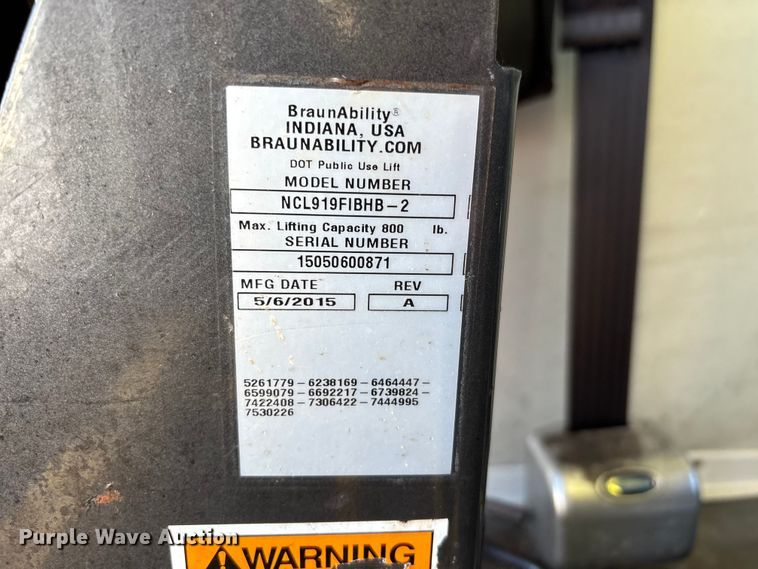 BraunAbility®
INDIANA, USA
BRAUNABILITY.COM
DOT Public Use Lift
MODEL NUMBER
NCL919FIBHB-2
Max. Lifting Capacity 800 lb.
SERIAL NUMBER
15050600871
MFG DATE REV
5/6/2015 A
5261779-6238169-6464447-
6599079-6692217-6739824-
7422408-7306422-7444995
7530226
WARNING
Purple Wave Auction